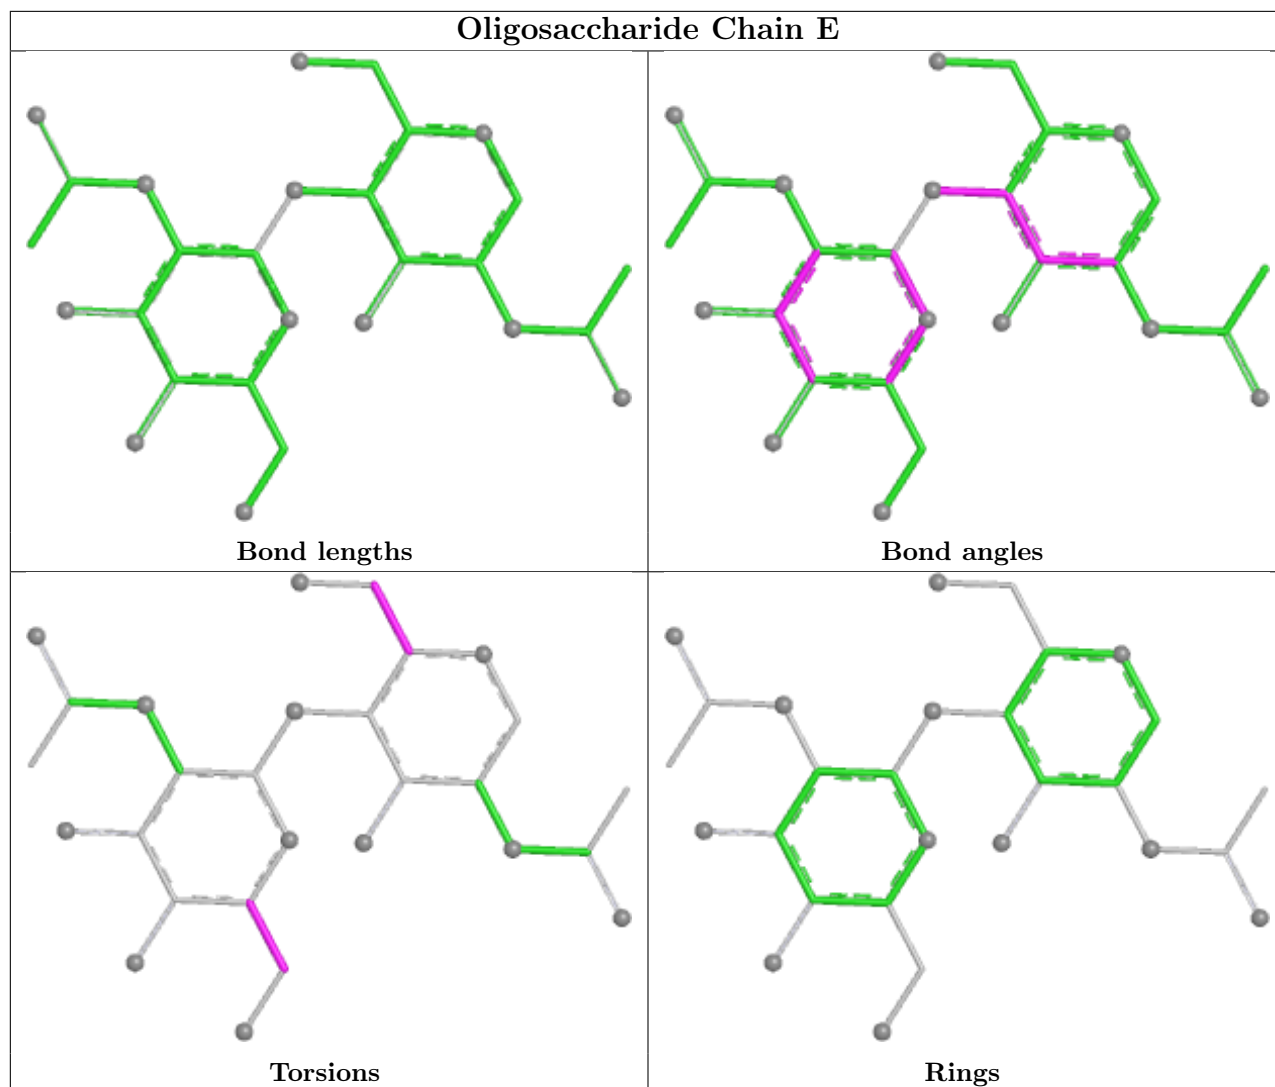 Oligosaccharide Chain E
Bond lengths
Bond angles
Torsions
Rings